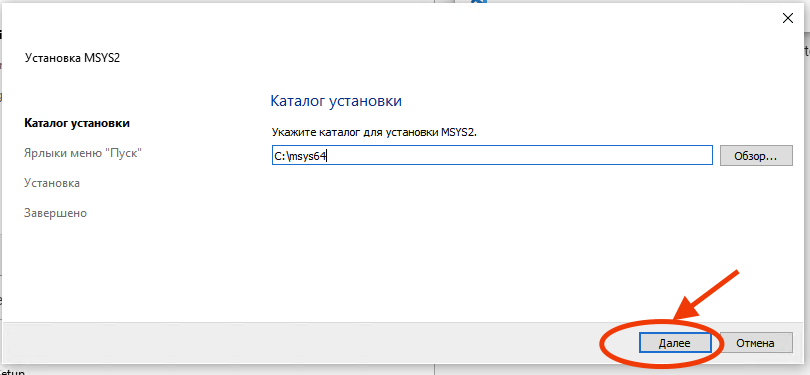 Установка MSYS2
Каталог установки
Ярлыки меню "Пуск"
Установка
Завершено
Каталог установки
Укажите каталог для установки MSYS2.
C:\msys64
Обзор...
Далее
Отмена